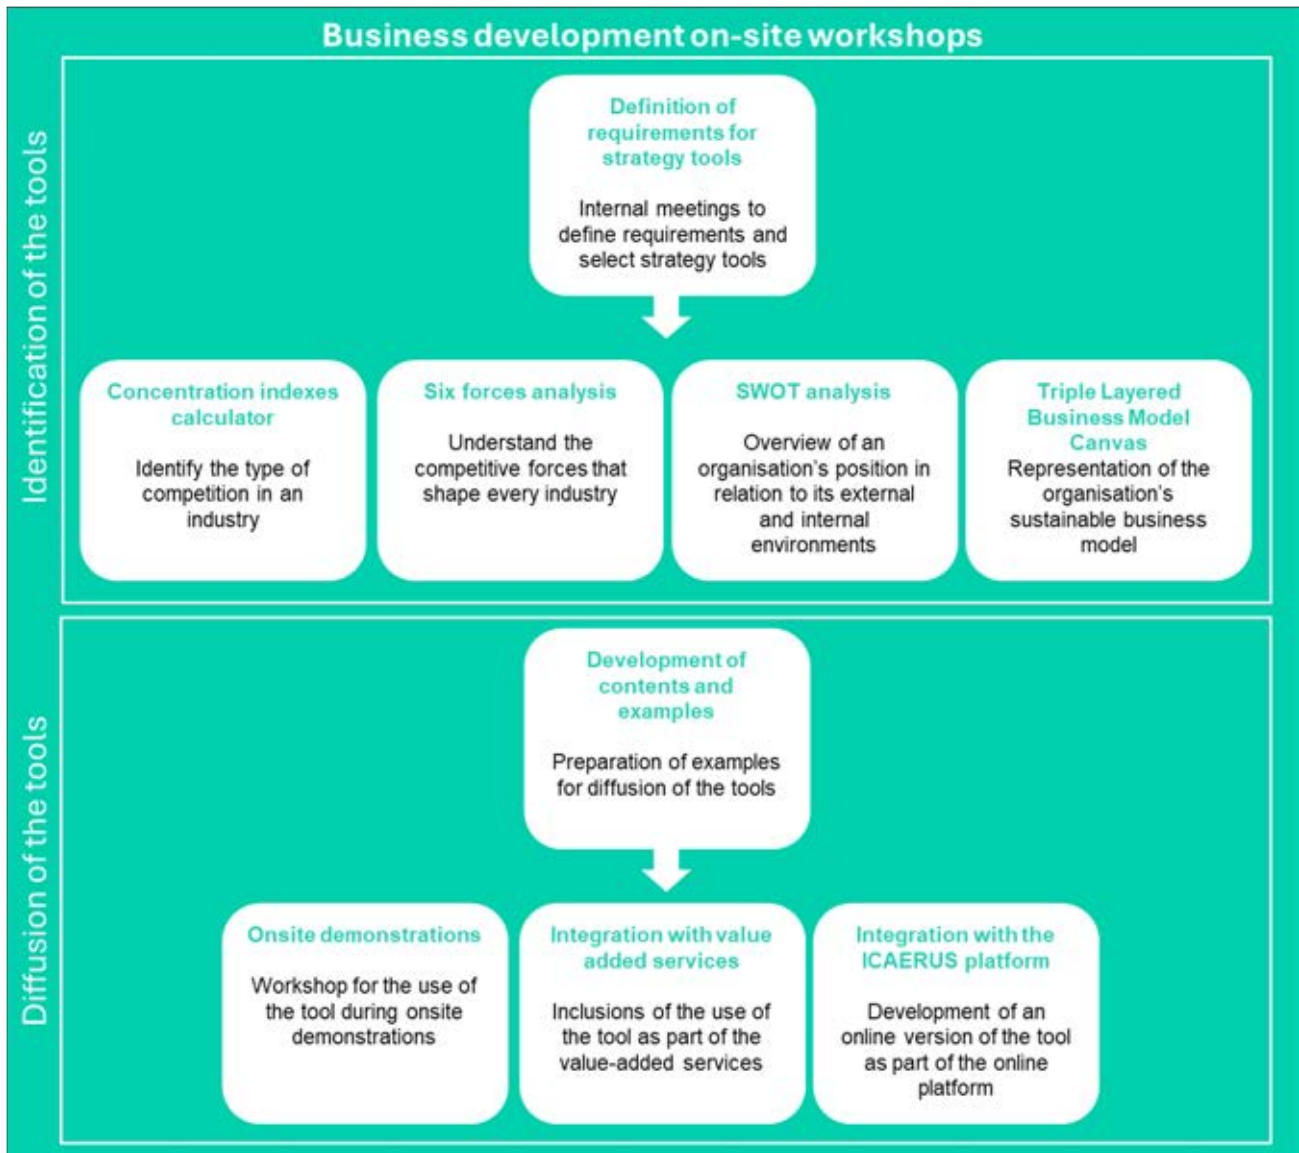 Business development on-site workshops
Identification of the tools
Definition of
requirements for
strategy tools
Internal meetings to
define requirements and
select strategy tools
Concentration indexes
calculator
Identify the type of
competition in an
industry
Six forces analysis
Understand the
competitive forces that
shape every industry
SWOT analysis
Overview of an
organisation's position in
relation to its external
and internal
environments
Triple Layered
Business Model
Canvas
Representation of the
organisation's
sustainable business
model
Diffusion of the tools
Development of
contents and
examples
Preparation of examples
for diffusion of the tools
Onsite demonstrations
Workshop for the use of
the tool during onsite
demonstrations
Integration with value
added services
Inclusions of the use of
the tool as part of the
value-added services
Integration with the
ICAERUS platform
Development of an
online version of the tool
as part of the online
platform